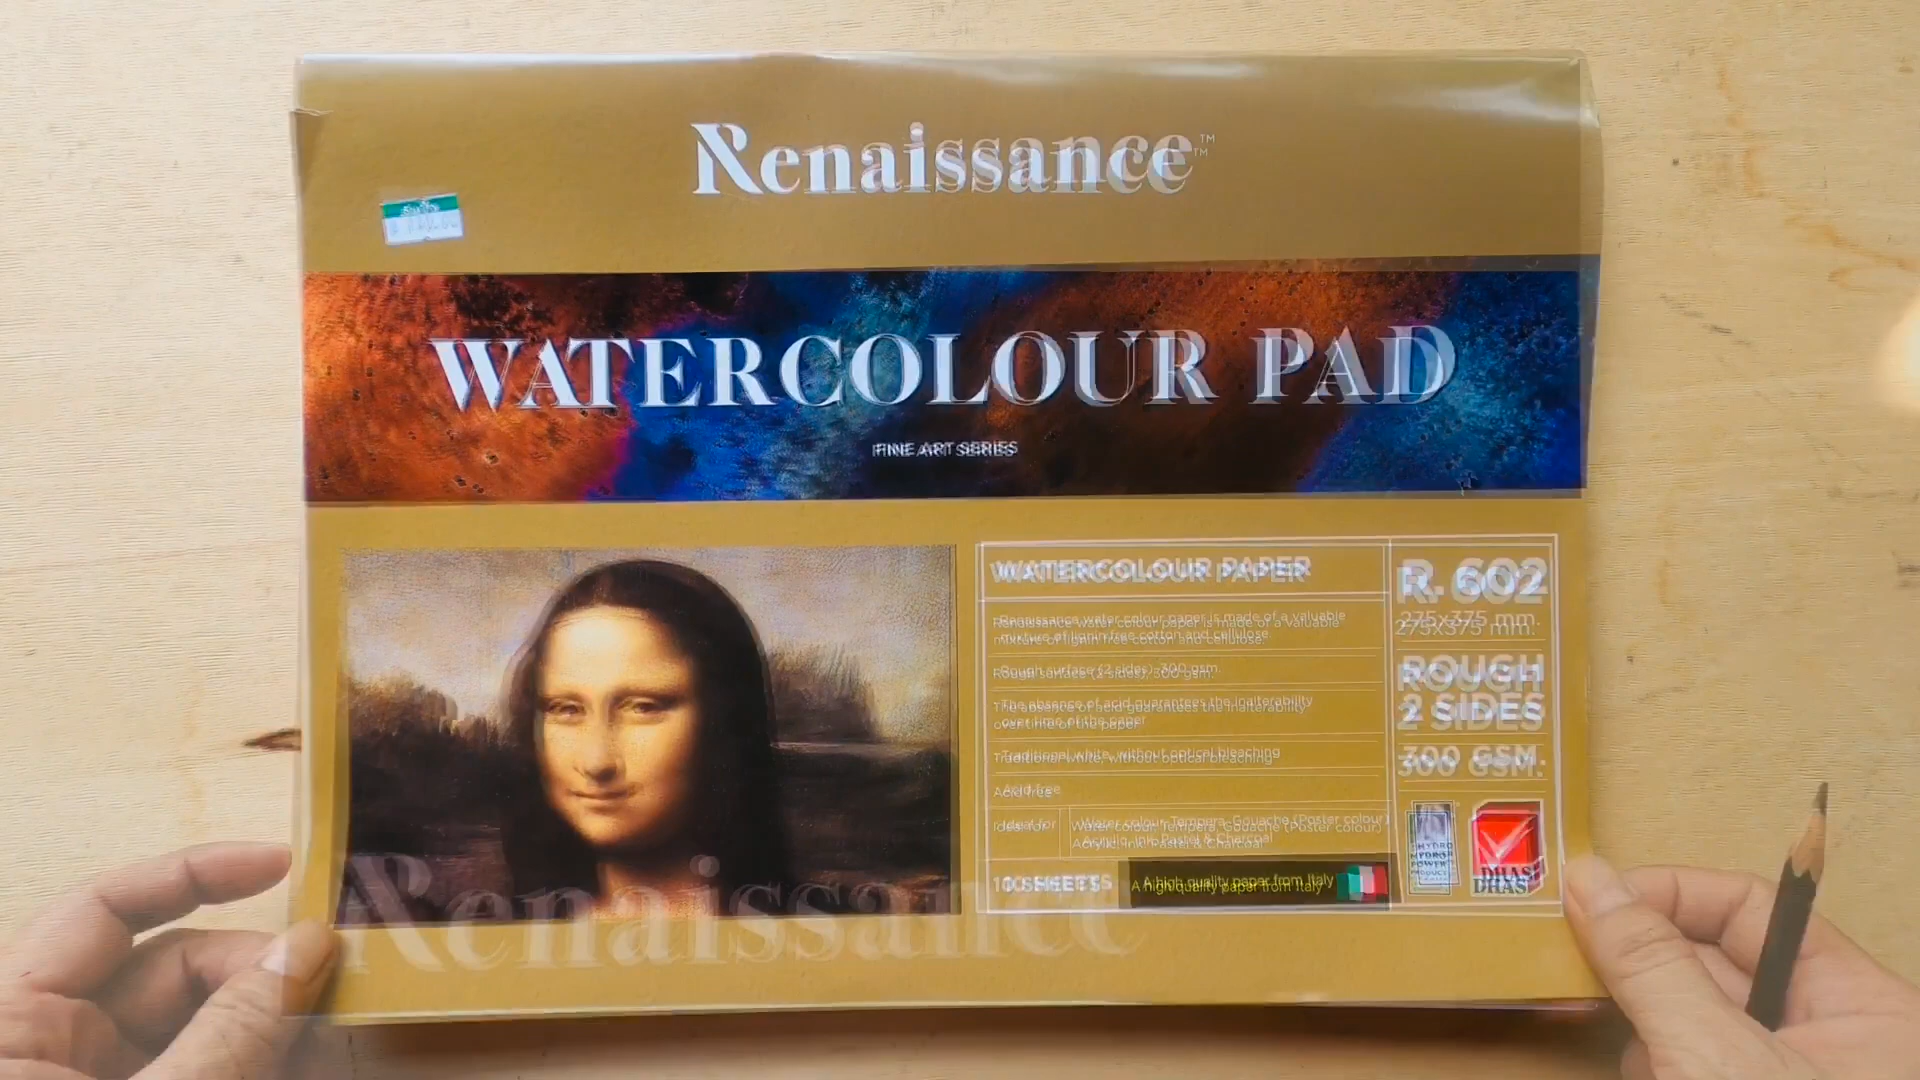 Renaissance™
WATERCOLOUR PAD
FINE ART SERIES
WATERCOLOUR PAPER
Renaissance water colour paper is made of a valuable
mixture of lignin free cotton and cellulose.
Rough surface (2 sides), 300 gsm.
The absence of acid guarantees the inalterability
over time of the paper
Traditional white, without optical bleaching
Acid free
Ideal for
Water colour, Tempera, Gouache (Poster colour)
Acrylic, Ink, Pastel & Charcoal
10 SHEETS
A high quality paper from Italy
R. 602
275x375 mm.
ROUGH
2 SIDES
300 GSM.
HYDRO
POWER
DHAS
Renaissance